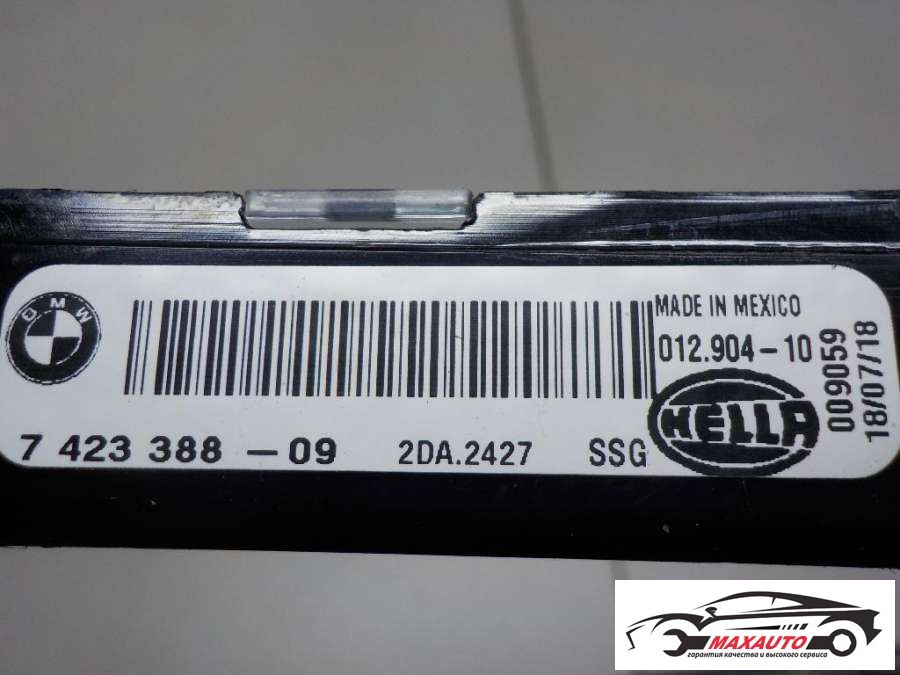 BMW
MADE IN MEXICO
012.904-10
HELLA
009059
18/07/18
7 423 388 -09
2DA.2427
SSG
MAXAUTO
гарантия качества и высокого сервиса